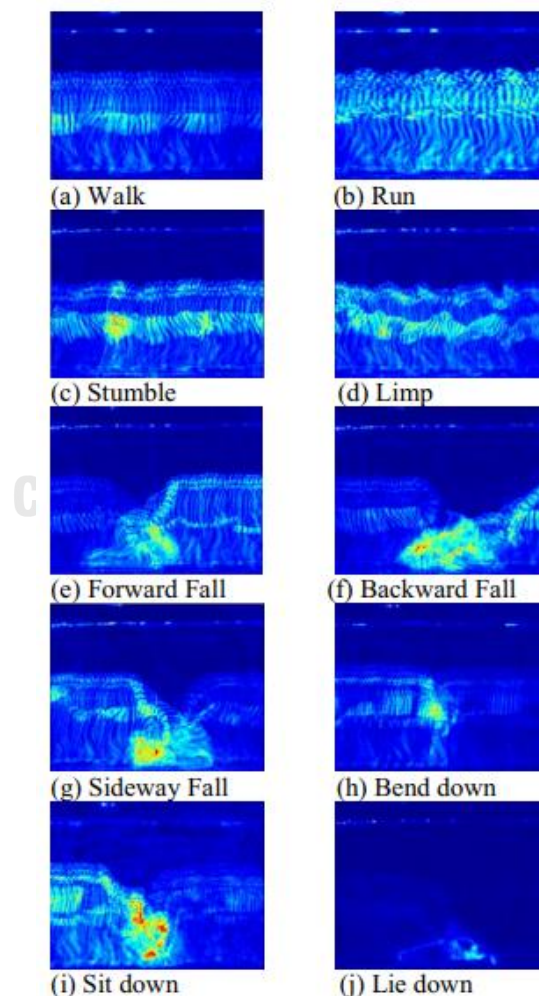 (a) Walk
(b) Run
(c) Stumble
(d) Limp
(e) Forward Fall
(f) Backward Fall
(g) Sideway Fall
(h) Bend down
(i) Sit down
(j) Lie down